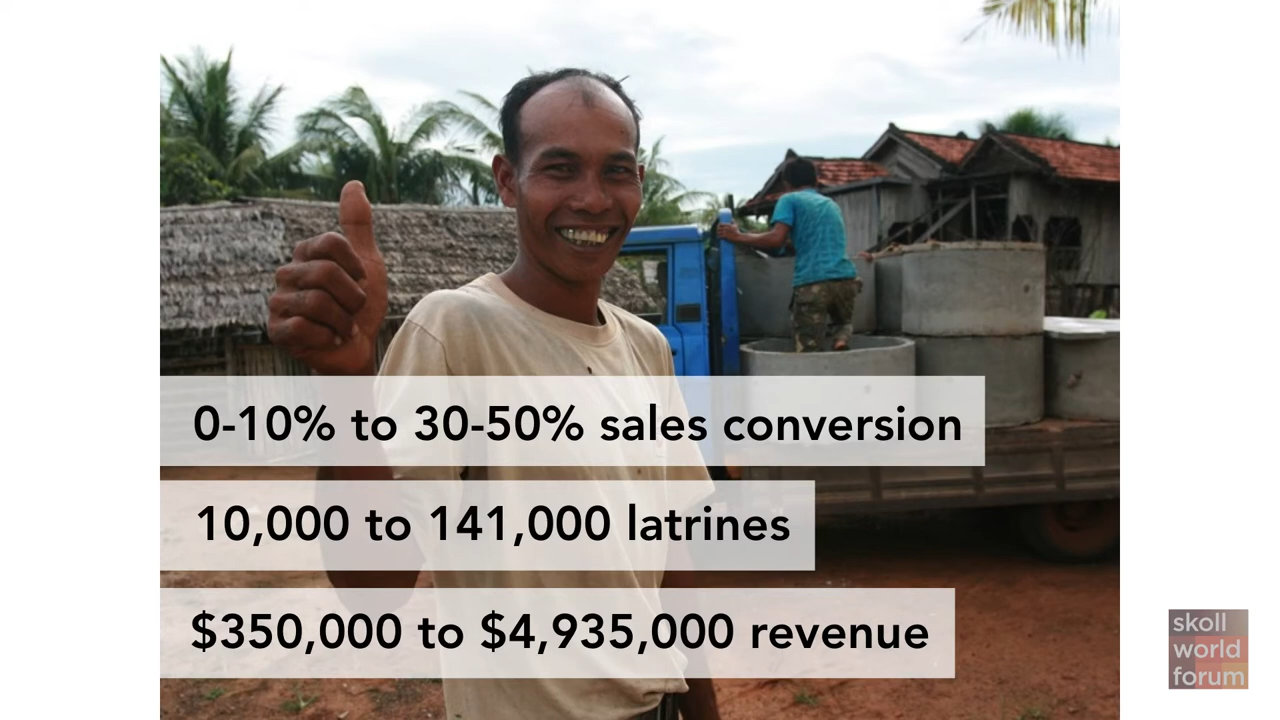 0-10% to 30-50% sales conversion
10,000 to 141,000 latrines
$350,000 to $4,935,000 revenue
skoll
world
forum